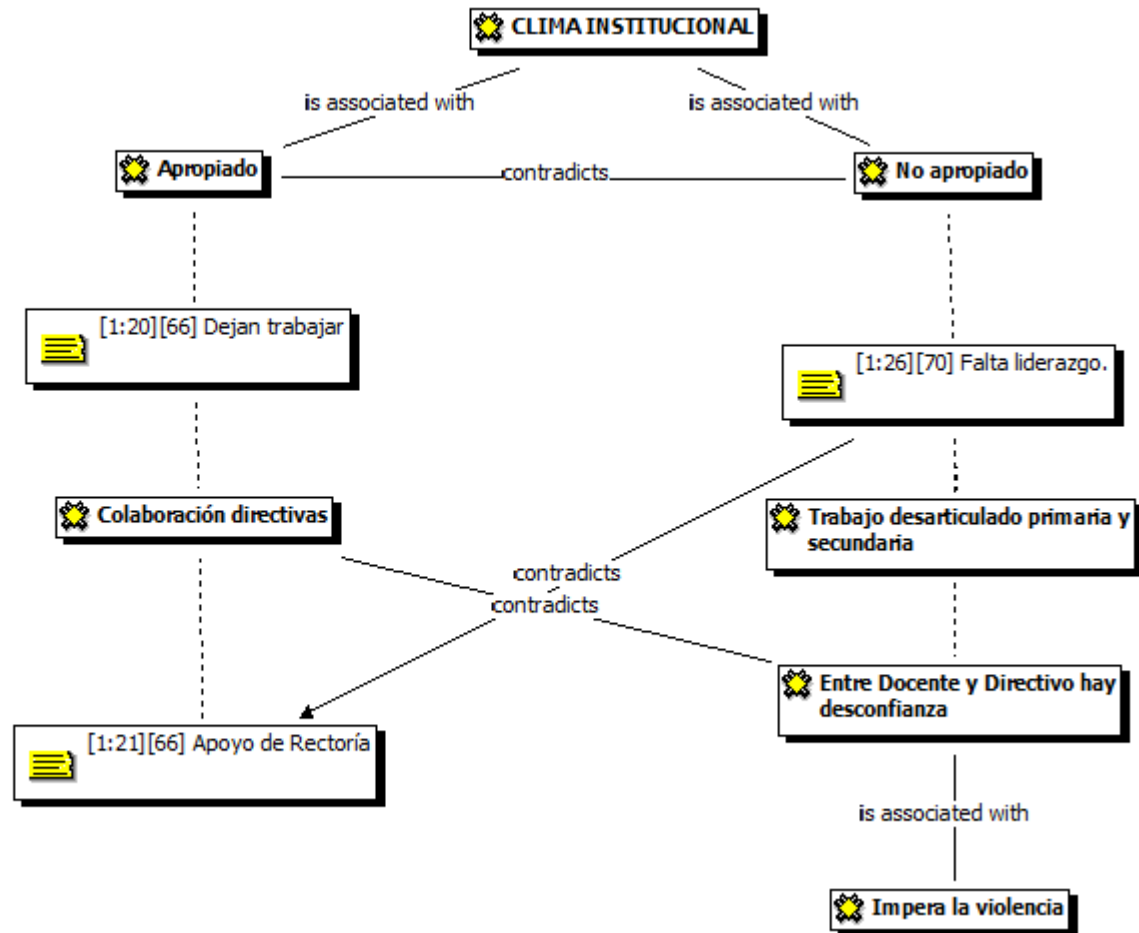 CLIMA INSTITUCIONAL
is associated with
is associated with
Apropiado
contradicts
No apropiado
[1:20][66] Dejan trabajar
[1:26][70] Falta liderazgo.
Colaboración directivas
Trabajo desarticulado primaria y
secundaria
contradicts
contradicts
Entre Docente y Directivo hay
desconfianza
[1:21][66] Apoyo de Rectoría
is associated with
Impera la violencia